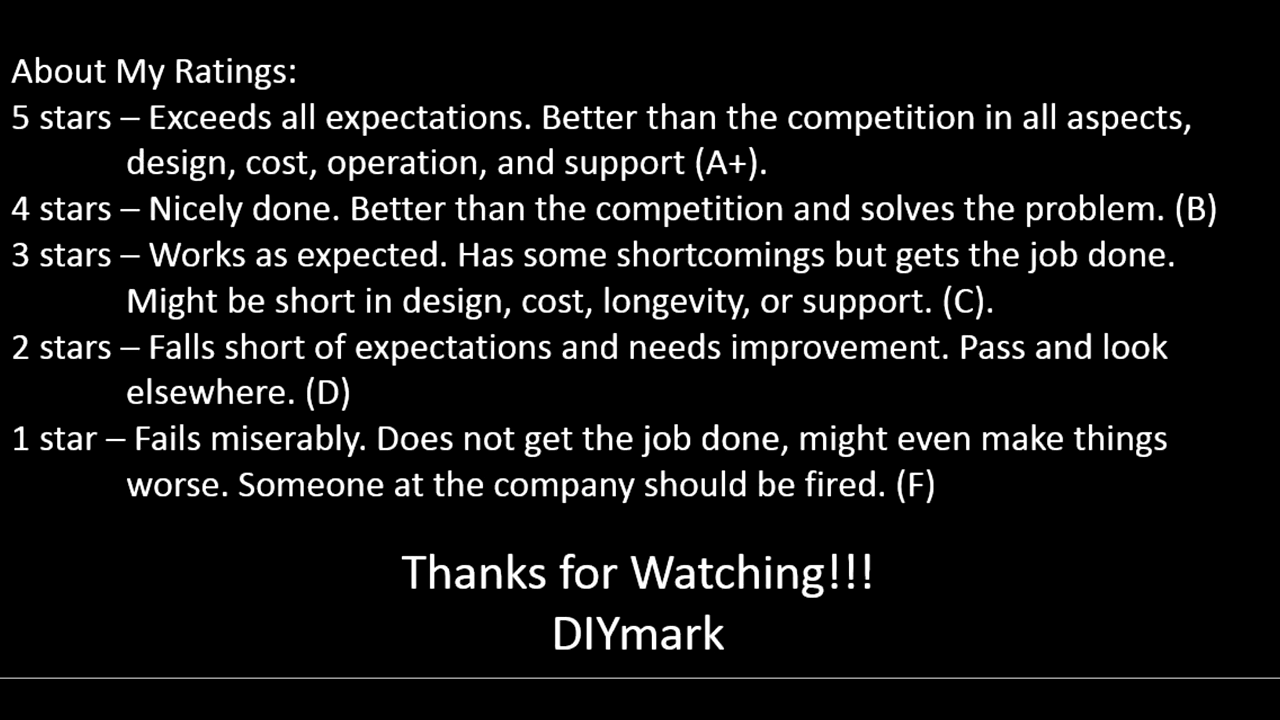 About My Ratings:
5 stars – Exceeds all expectations. Better than the competition in all aspects,
design, cost, operation, and support (A+).
4 stars – Nicely done. Better than the competition and solves the problem. (B)
3 stars – Works as expected. Has some shortcomings but gets the job done.
Might be short in design, cost, longevity, or support. (C).
2 stars – Falls short of expectations and needs improvement. Pass and look
elsewhere. (D)
1 star – Fails miserably. Does not get the job done, might even make things
worse. Someone at the company should be fired. (F)
Thanks for Watching!!!
DIYmark